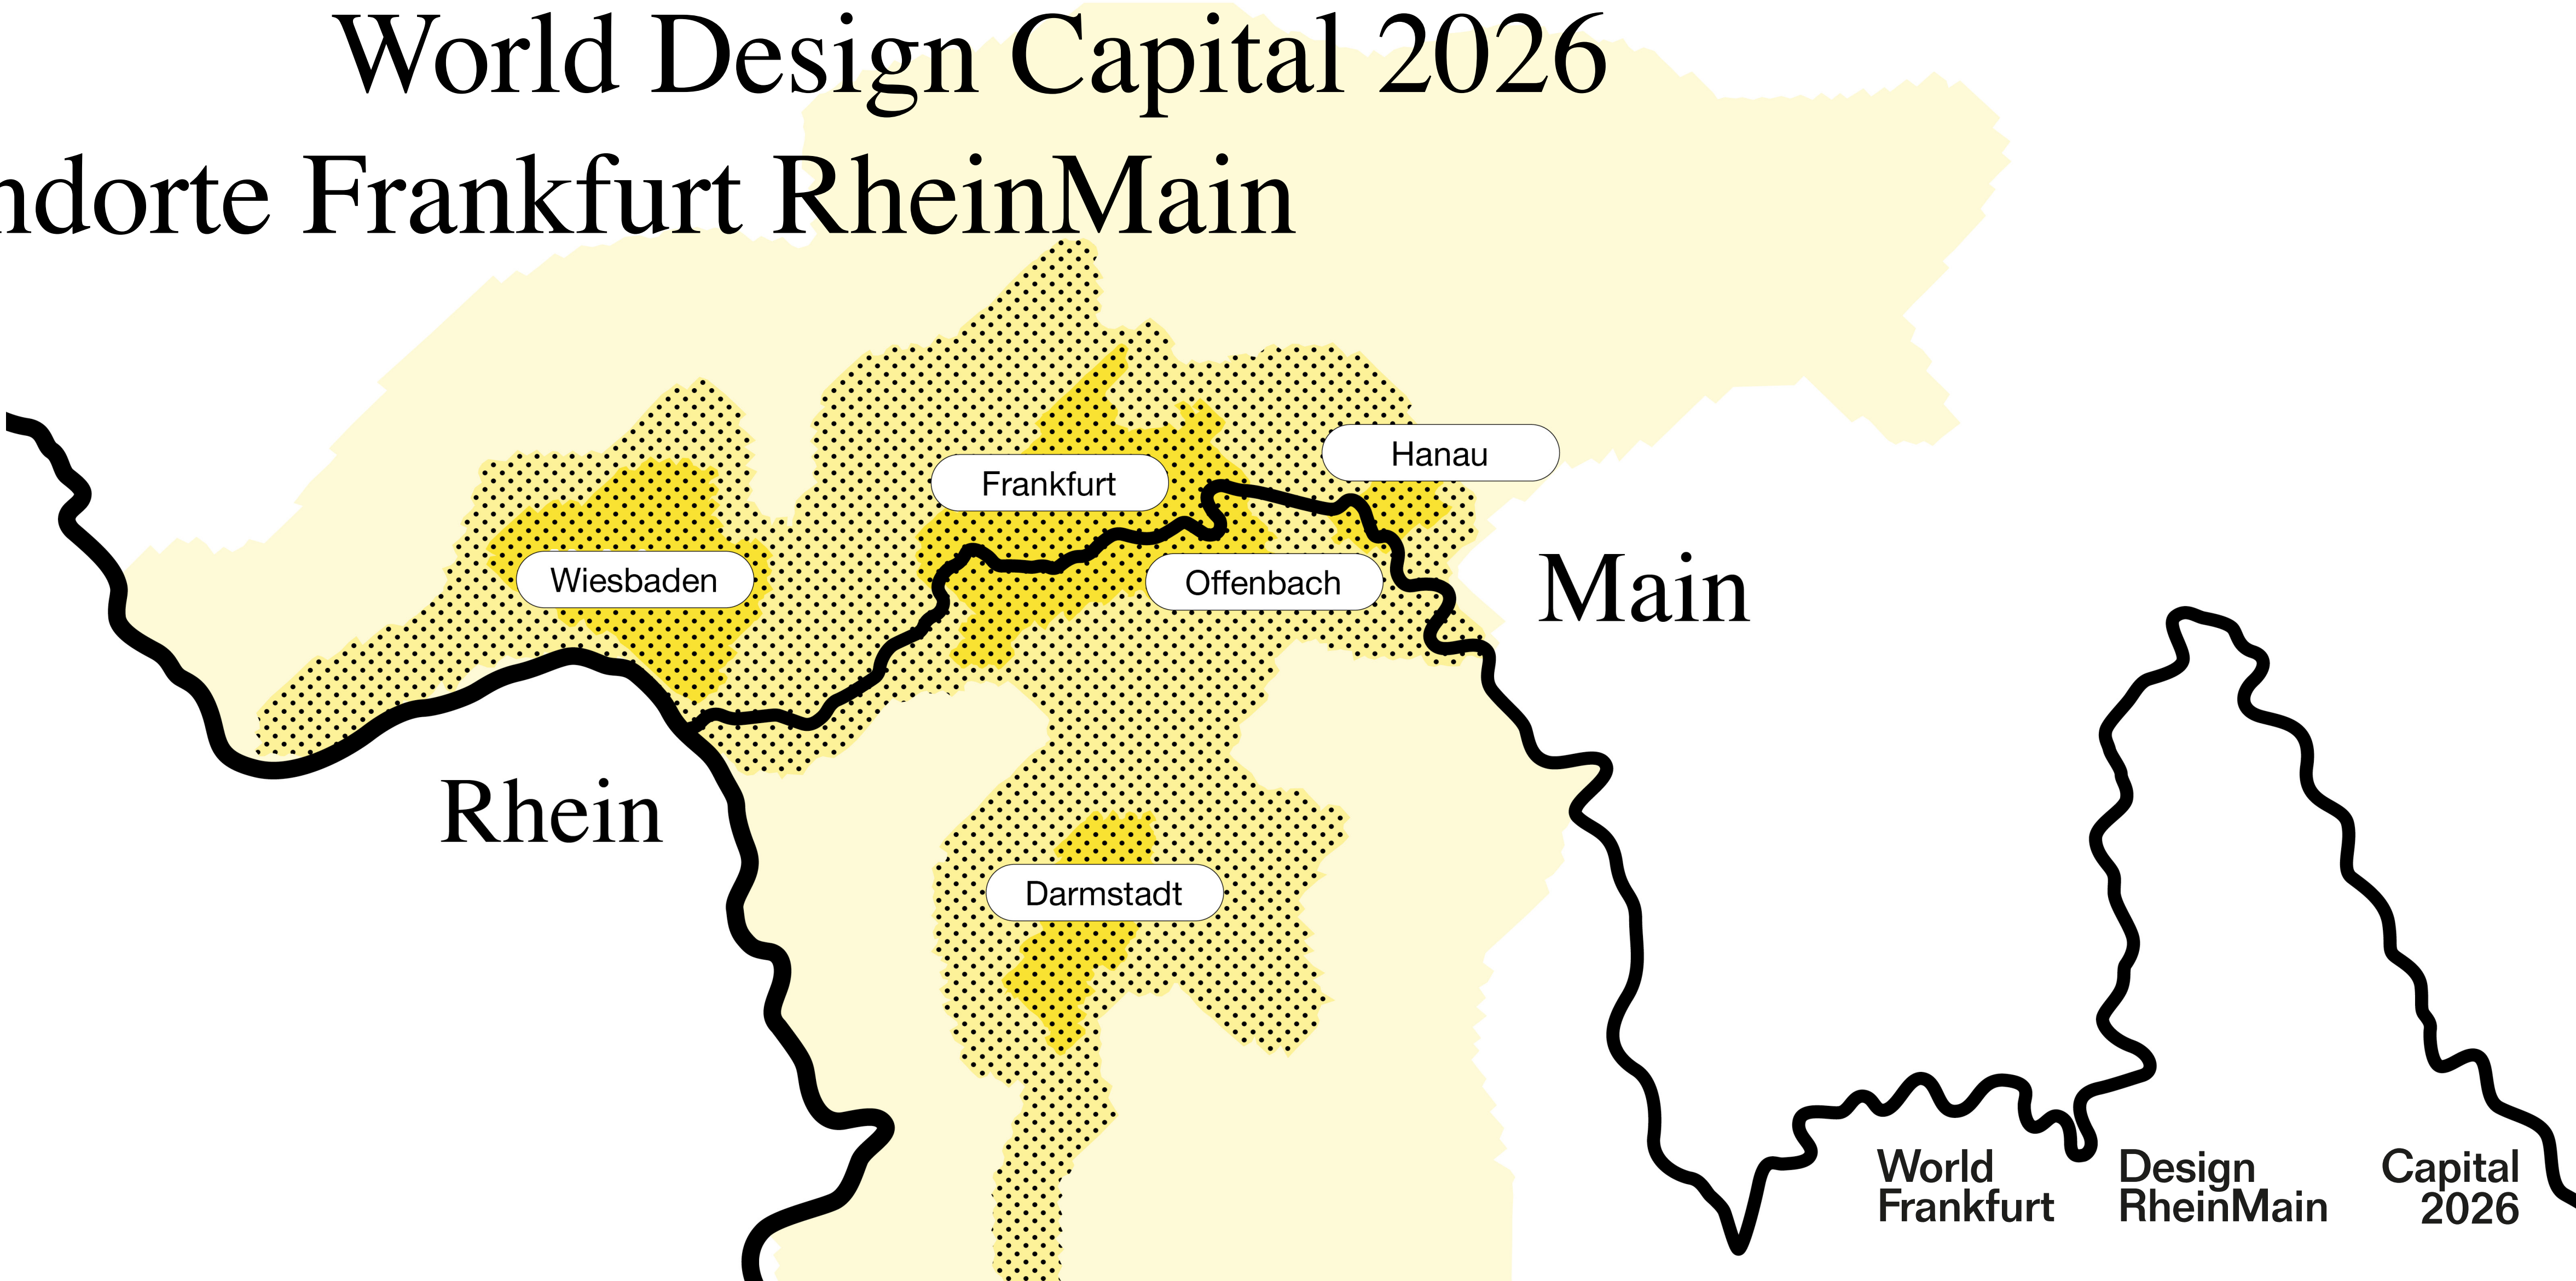 World Design Capital 2026
ndorte Frankfurt RheinMain
Hanau
Frankfurt
Wiesbaden
Offenbach
Main
Rhein
Darmstadt
World Design Capital
Frankfurt RheinMain 2026